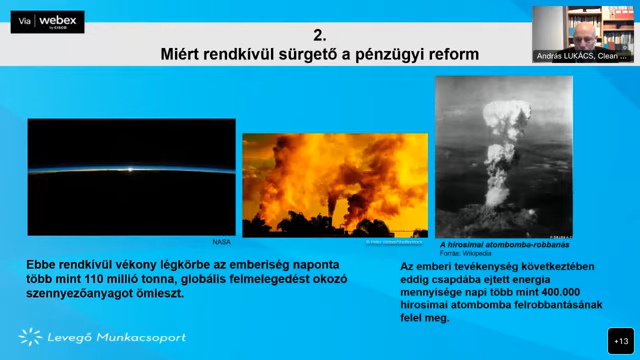 Via webex
by CISCO
2.
Miért rendkívül sürgető a pénzügyi reform
András LUKÁCS, Clean ...
NASA
A hirosimai atombomba-robbanás
Forrás: Wikipedia
Ebbe rendkívül vékony légkörbe az emberiség naponta
több mint 110 millió tonna, globális felmelegedést okozó
szennyezőanyagot ömleszt.
Az emberi tevékenység következtében
eddig csapdába ejtett energia
mennyisége napi több mint 400.000
hirosimai atombomba felrobbantásának
felel meg.
Levegő Munkacsoport
+13